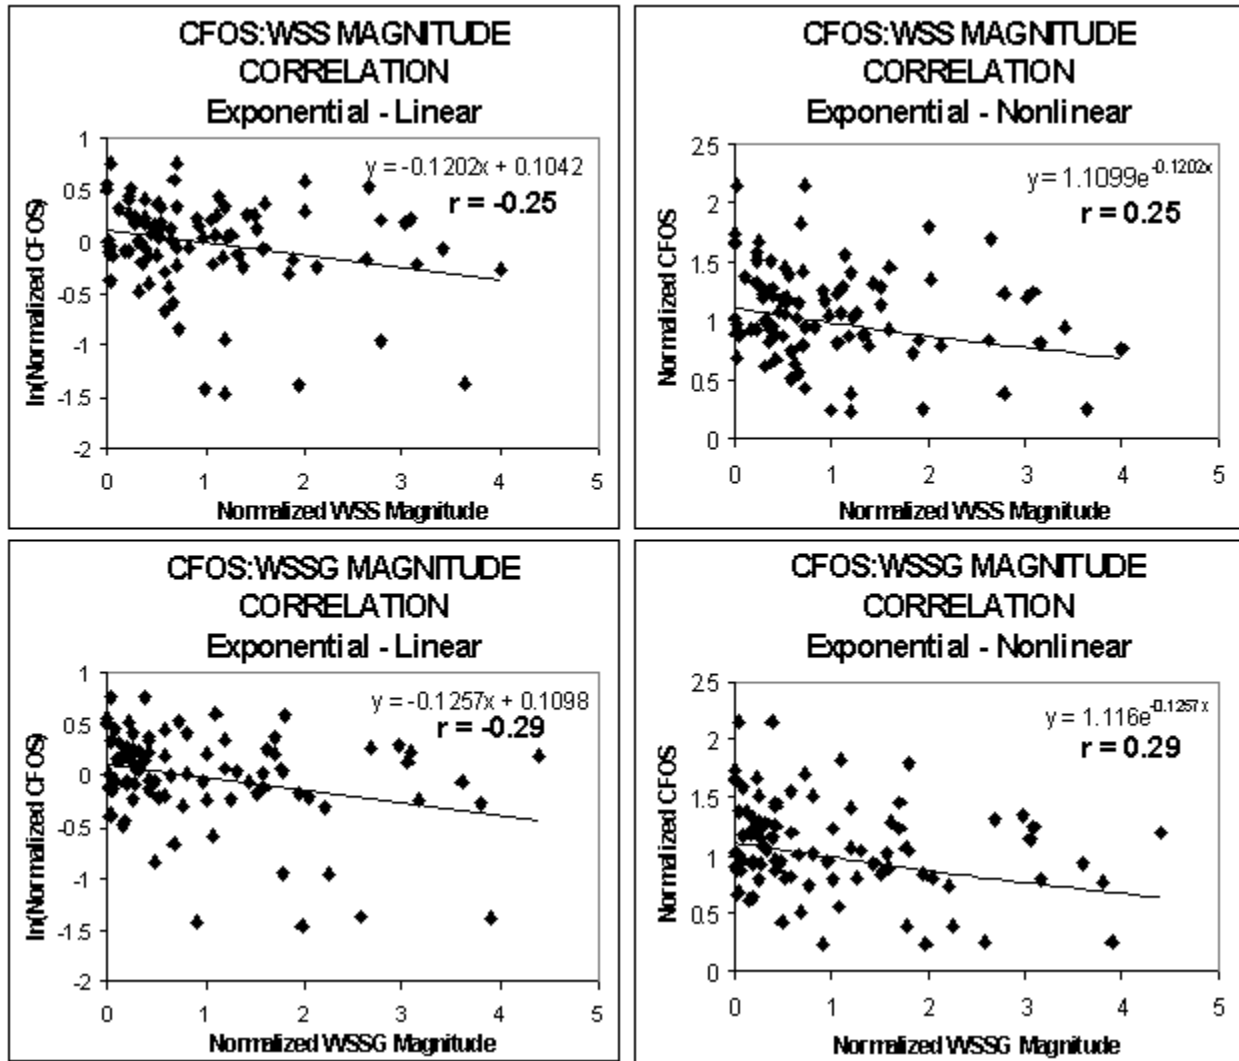 CFOS:WSS MAGNITUDE
CORRELATION
Exponential - Linear
y = -0.1202x + 0.1042
r = -0.25
1
0.5
0
-0.5
-1
-1.5
-2
ln(Normalized CFOS)
0 1 2 3 4 5
Normalized WSS Magnitude
CFOS:WSS MAGNITUDE
CORRELATION
Exponential - Nonlinear
y = 1.1099e^-0.1202x
r = 0.25
2.5
2
1.5
1
0.5
0
Normalized CFOS
0 1 2 3 4 5
Normalized WSS Magnitude
CFOS:WSSG MAGNITUDE
CORRELATION
Exponential - Linear
y = -0.1257x + 0.1098
r = -0.29
1
0.5
0
-0.5
-1
-1.5
-2
ln(Normalized CFOS)
0 1 2 3 4 5
Normalized WSSG Magnitude
CFOS:WSSG MAGNITUDE
CORRELATION
Exponential - Nonlinear
y = 1.116e^-0.1257x
r = 0.29
2.5
2
1.5
1
0.5
0
Normalized CFOS
0 1 2 3 4 5
Normalized WSSG Magnitude